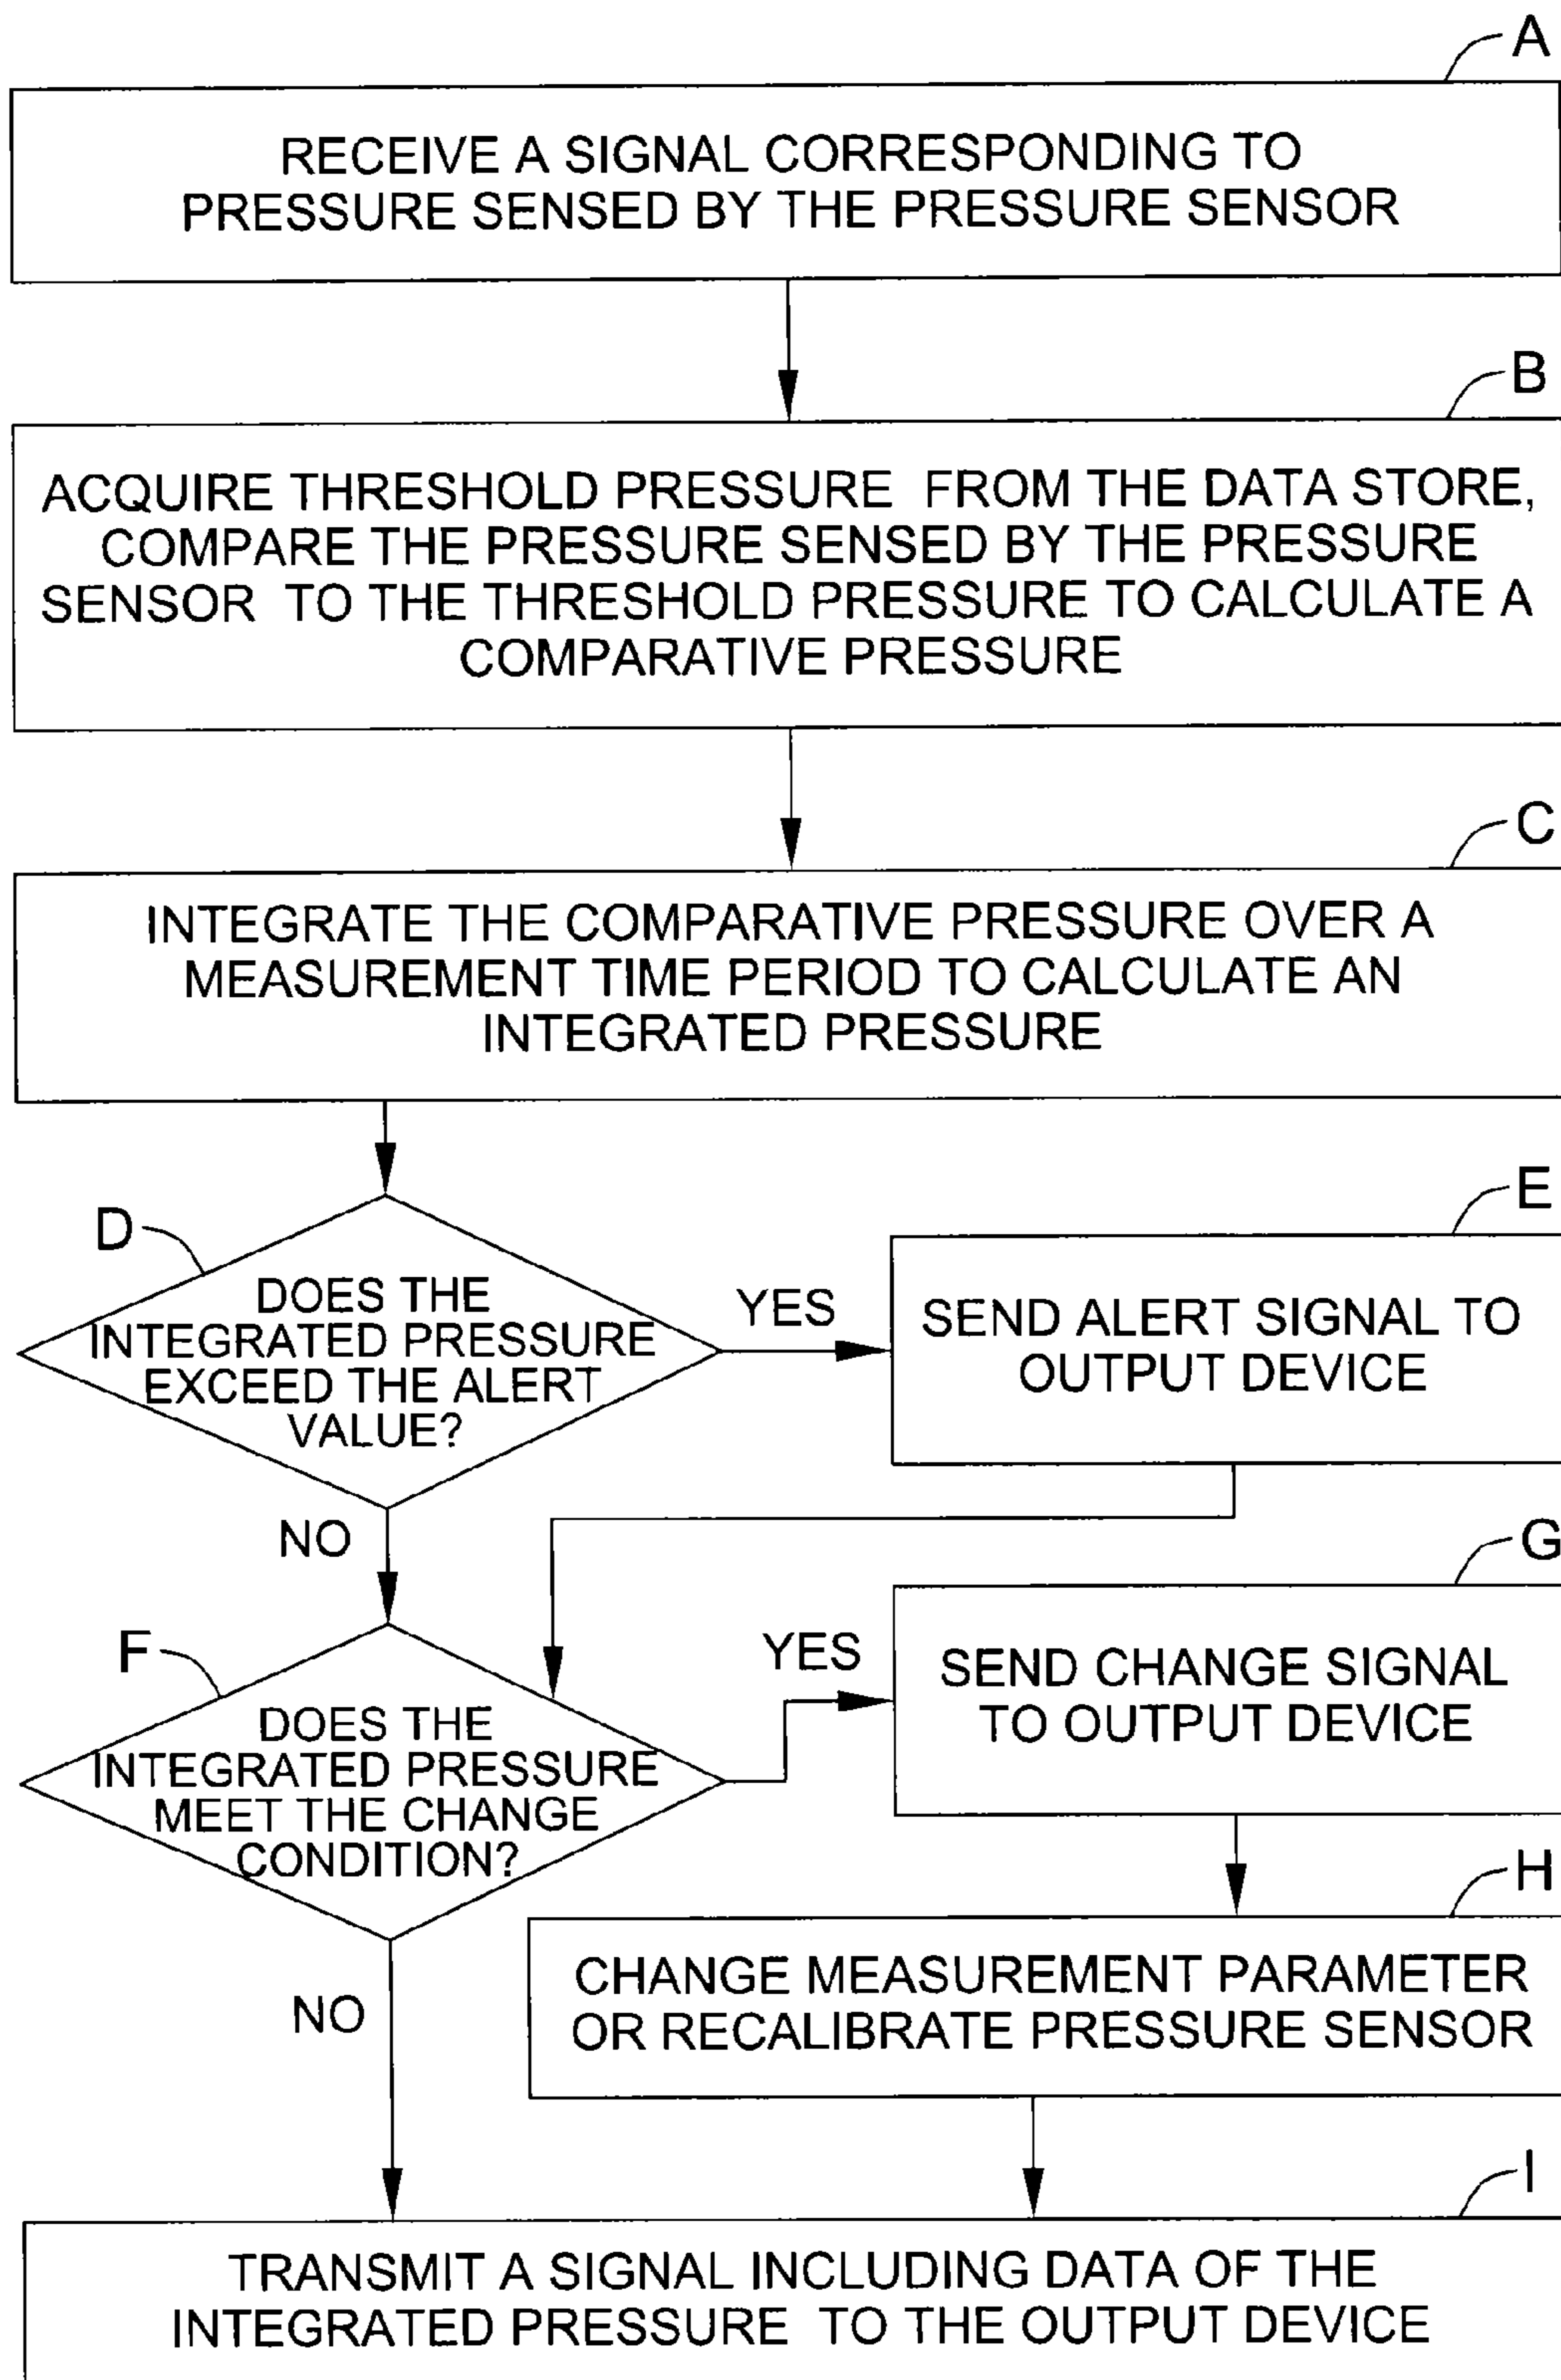 A
RECEIVE A SIGNAL CORRESPONDING TO
PRESSURE SENSED BY THE PRESSURE SENSOR
B
ACQUIRE THRESHOLD PRESSURE FROM THE DATA STORE,
COMPARE THE PRESSURE SENSED BY THE PRESSURE
SENSOR TO THE THRESHOLD PRESSURE TO CALCULATE A
COMPARATIVE PRESSURE
C
INTEGRATE THE COMPARATIVE PRESSURE OVER A
MEASUREMENT TIME PERIOD TO CALCULATE AN
INTEGRATED PRESSURE
D
DOES THE
INTEGRATED PRESSURE
EXCEED THE ALERT
VALUE?
YES
E
SEND ALERT SIGNAL TO
OUTPUT DEVICE
NO
F
DOES THE
INTEGRATED PRESSURE
MEET THE CHANGE
CONDITION?
YES
G
SEND CHANGE SIGNAL
TO OUTPUT DEVICE
H
CHANGE MEASUREMENT PARAMETER
OR RECALIBRATE PRESSURE SENSOR
NO
I
TRANSMIT A SIGNAL INCLUDING DATA OF THE
INTEGRATED PRESSURE TO THE OUTPUT DEVICE